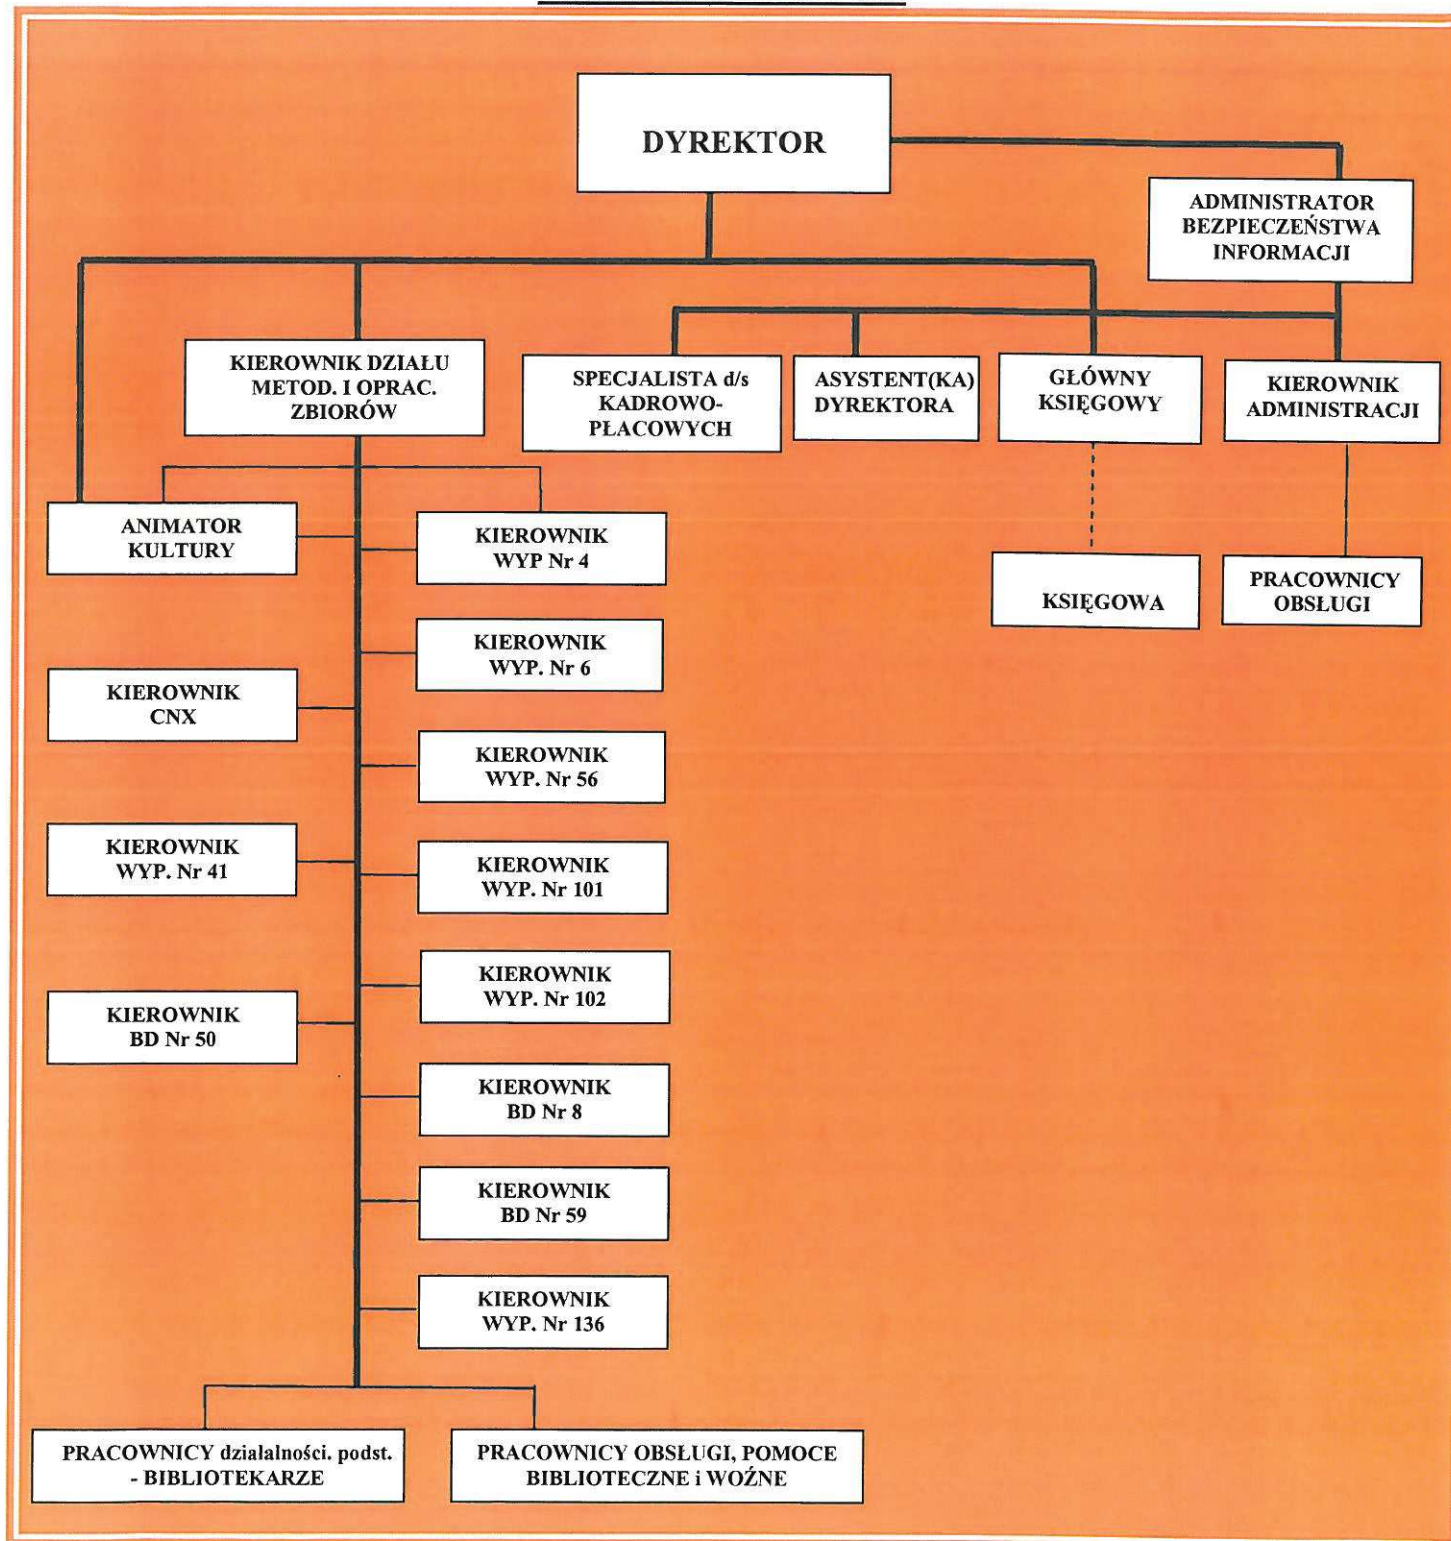 DYREKTOR
ADMINISTRATOR
BEZPIECZEŃSTWA
INFORMACJI
KIEROWNIK DZIAŁU
METOD. I OPRAC.
ZBIORÓW
SPECJALISTA d/s
KADROWO-
PŁACOWYCH
ASYSTENT(KA)
DYREKTORA
GŁÓWNY
KSIĘGOWY
KIEROWNIK
ADMINISTRACJI
ANIMATOR
KULTURY
KIEROWNIK
WYP Nr 4
KSIĘGOWA
PRACOWNICY
OBSŁUGI
KIEROWNIK
WYP. Nr 6
KIEROWNIK
CNX
KIEROWNIK
WYP. Nr 56
KIEROWNIK
WYP. Nr 41
KIEROWNIK
WYP. Nr 101
KIEROWNIK
WYP. Nr 102
KIEROWNIK
BD Nr 50
KIEROWNIK
BD Nr 8
KIEROWNIK
BD Nr 59
KIEROWNIK
WYP. Nr 136
PRACOWNICY działalności. podst.
- BIBLIOTEKARZE
PRACOWNICY OBSŁUGI, POMOCE
BIBLIOTECZNE i WOŹNE